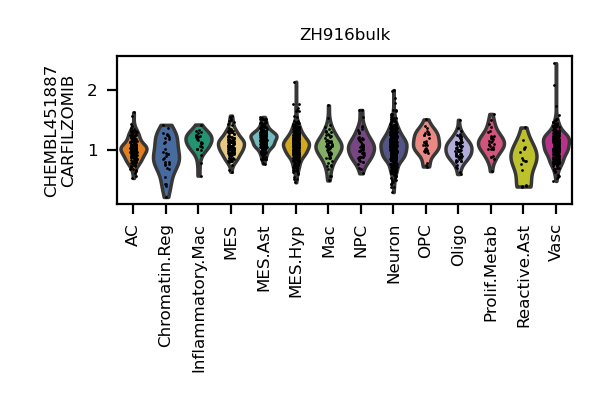 ZH916bulk
CHEMBL451887
CARFILZOMIB
2
1
AC
Chromatin.Reg
Inflammatory.Mac
MES
MES.Ast
MES.Hyp
Mac
NPC
Neuron
OPC
Oligo
Prolif.Metab
Reactive.Ast
Vasc